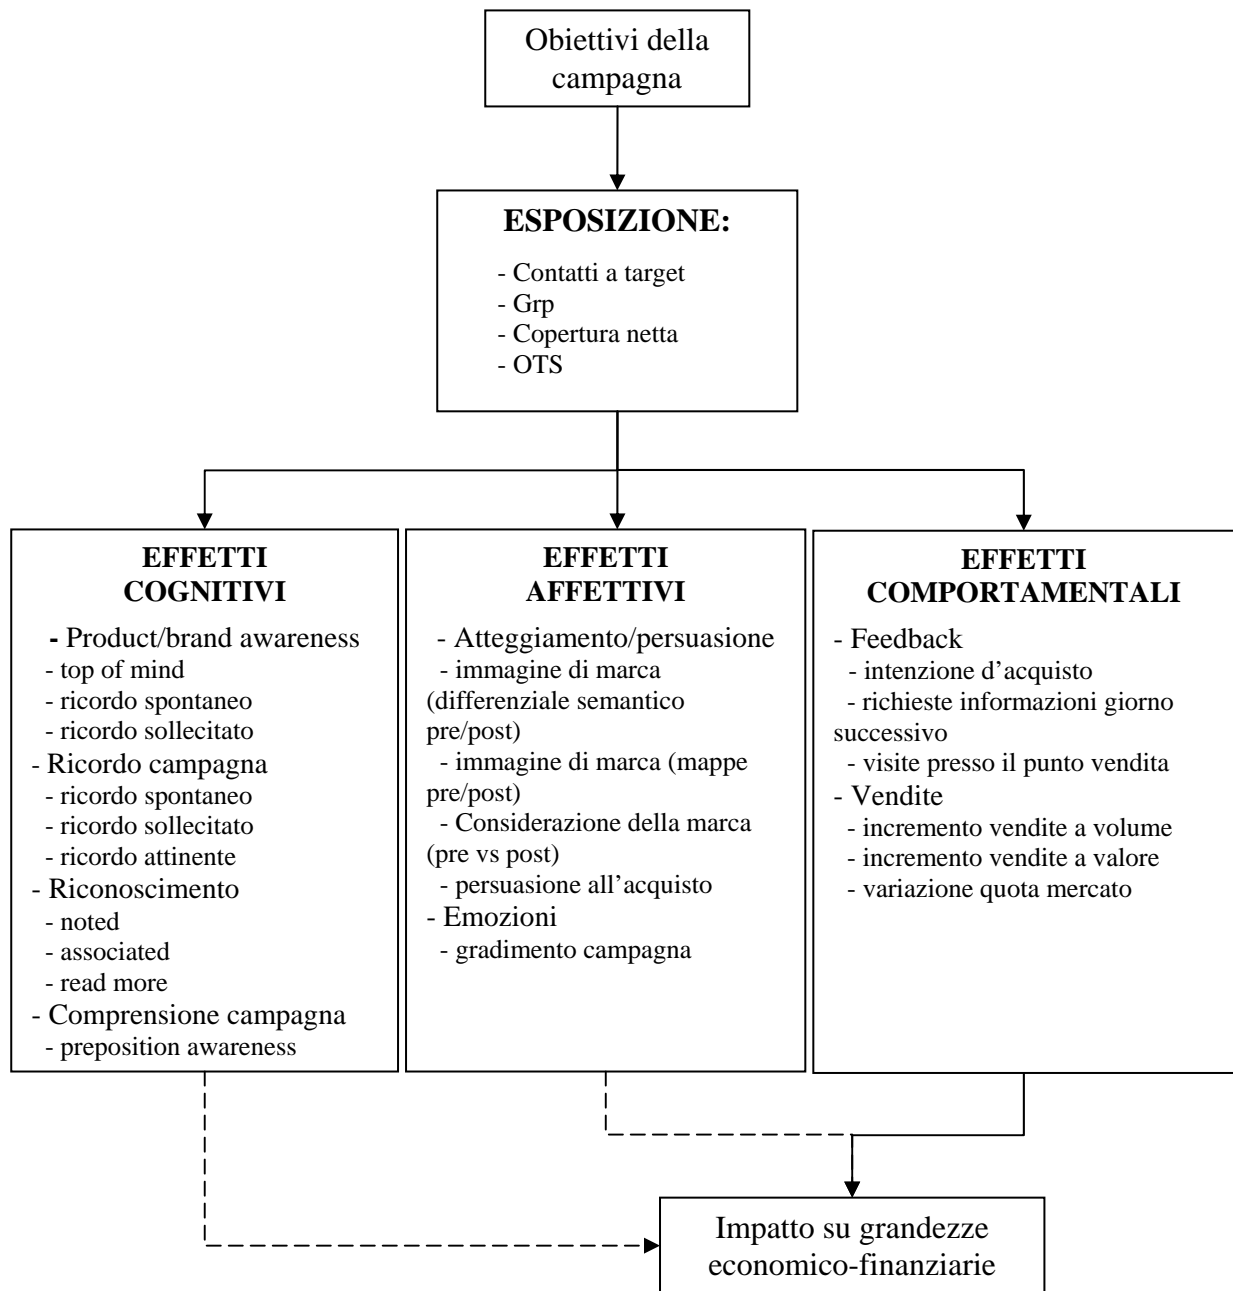 Obiettivi della
campagna
ESPOSIZIONE:
- Contatti a target
- Grp
- Copertura netta
- OTS
EFFETTI
COGNITIVI
- Product/brand awareness
- top of mind
- ricordo spontaneo
- ricordo sollecitato
- Ricordo campagna
- ricordo spontaneo
- ricordo sollecitato
- ricordo attinente
- Riconoscimento
- noted
- associated
- read more
- Comprensione campagna
- preposition awareness
EFFETTI
AFFETTIVI
- Atteggiamento/persuasione
- immagine di marca
(differenziale semantico
pre/post)
- immagine di marca (mappe
pre/post)
- Considerazione della marca
(pre vs post)
- persuasione all’acquisto
- Emozioni
- gradimento campagna
EFFETTI
COMPORTAMENTALI
- Feedback
- intenzione d’acquisto
- richieste informazioni giorno
successivo
- visite presso il punto vendita
- Vendite
- incremento vendite a volume
- incremento vendite a valore
- variazione quota mercato
Impatto su grandezze
economico-finanziarie